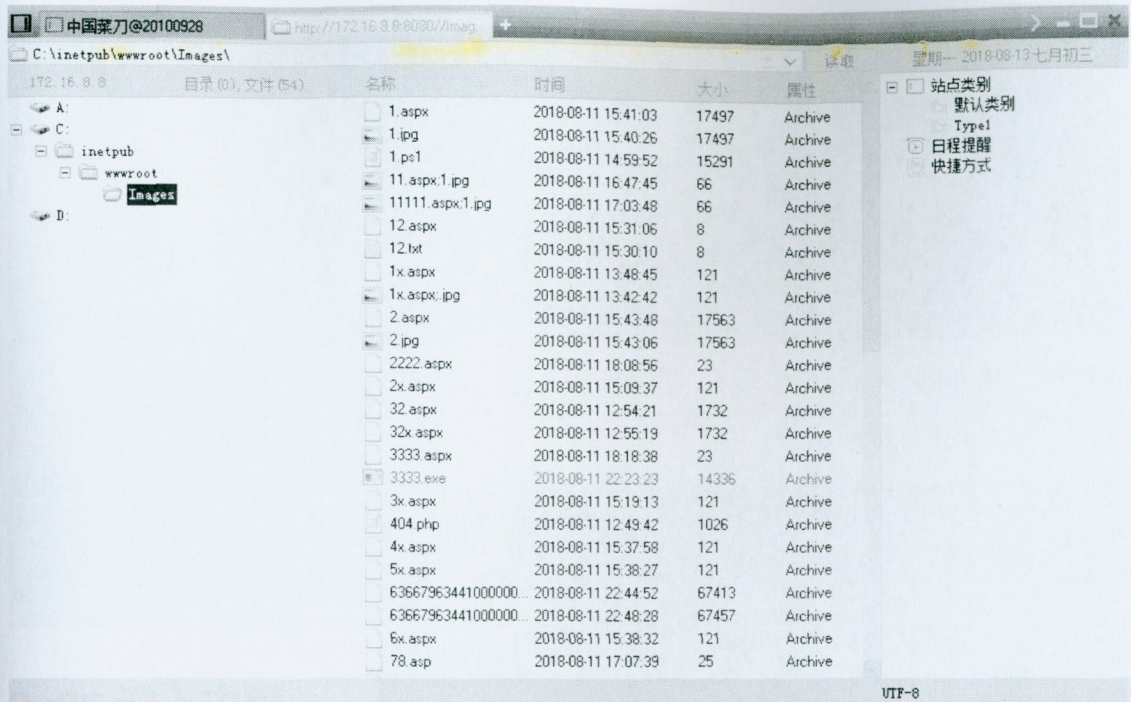 中国菜刀@20100928 http://172.16.8.8:8080//Imag +
C:\inetpub\wwwroot\Images\ 读取 星期一 2018-08-13 七月初三
172.16.8.8 目录(0),文件(54) 名称 时间 大小 属性
A:
C:
inetpub
wwwroot
Images
D:
1.aspx 2018-08-11 15:41:03 17497 Archive
1.jpg 2018-08-11 15:40:26 17497 Archive
1.ps1 2018-08-11 14:59:52 15291 Archive
11.aspx;1.jpg 2018-08-11 16:47:45 66 Archive
11111.aspx;1.jpg 2018-08-11 17:03:48 66 Archive
12.aspx 2018-08-11 15:31:06 8 Archive
12.txt 2018-08-11 15:30:10 8 Archive
1x.aspx 2018-08-11 13:48:45 121 Archive
1x.aspx;.jpg 2018-08-11 13:42:42 121 Archive
2.aspx 2018-08-11 15:43:48 17563 Archive
2.jpg 2018-08-11 15:43:06 17563 Archive
2222.aspx 2018-08-11 18:08:56 23 Archive
2x.aspx 2018-08-11 15:09:37 121 Archive
32.aspx 2018-08-11 12:54:21 1732 Archive
32x.aspx 2018-08-11 12:55:19 1732 Archive
3333.aspx 2018-08-11 18:18:38 23 Archive
3333.exe 2018-08-11 22:23:23 14336 Archive
3x.aspx 2018-08-11 15:19:13 121 Archive
404.php 2018-08-11 12:49:42 1026 Archive
4x.aspx 2018-08-11 15:37:58 121 Archive
5x.aspx 2018-08-11 15:38:27 121 Archive
63667963441000000... 2018-08-11 22:44:52 67413 Archive
63667963441000000... 2018-08-11 22:48:28 67457 Archive
6x.aspx 2018-08-11 15:38:32 121 Archive
78.asp 2018-08-11 17:07:39 25 Archive
站点类别
默认类别
Type1
日程提醒
快捷方式
UTF-8